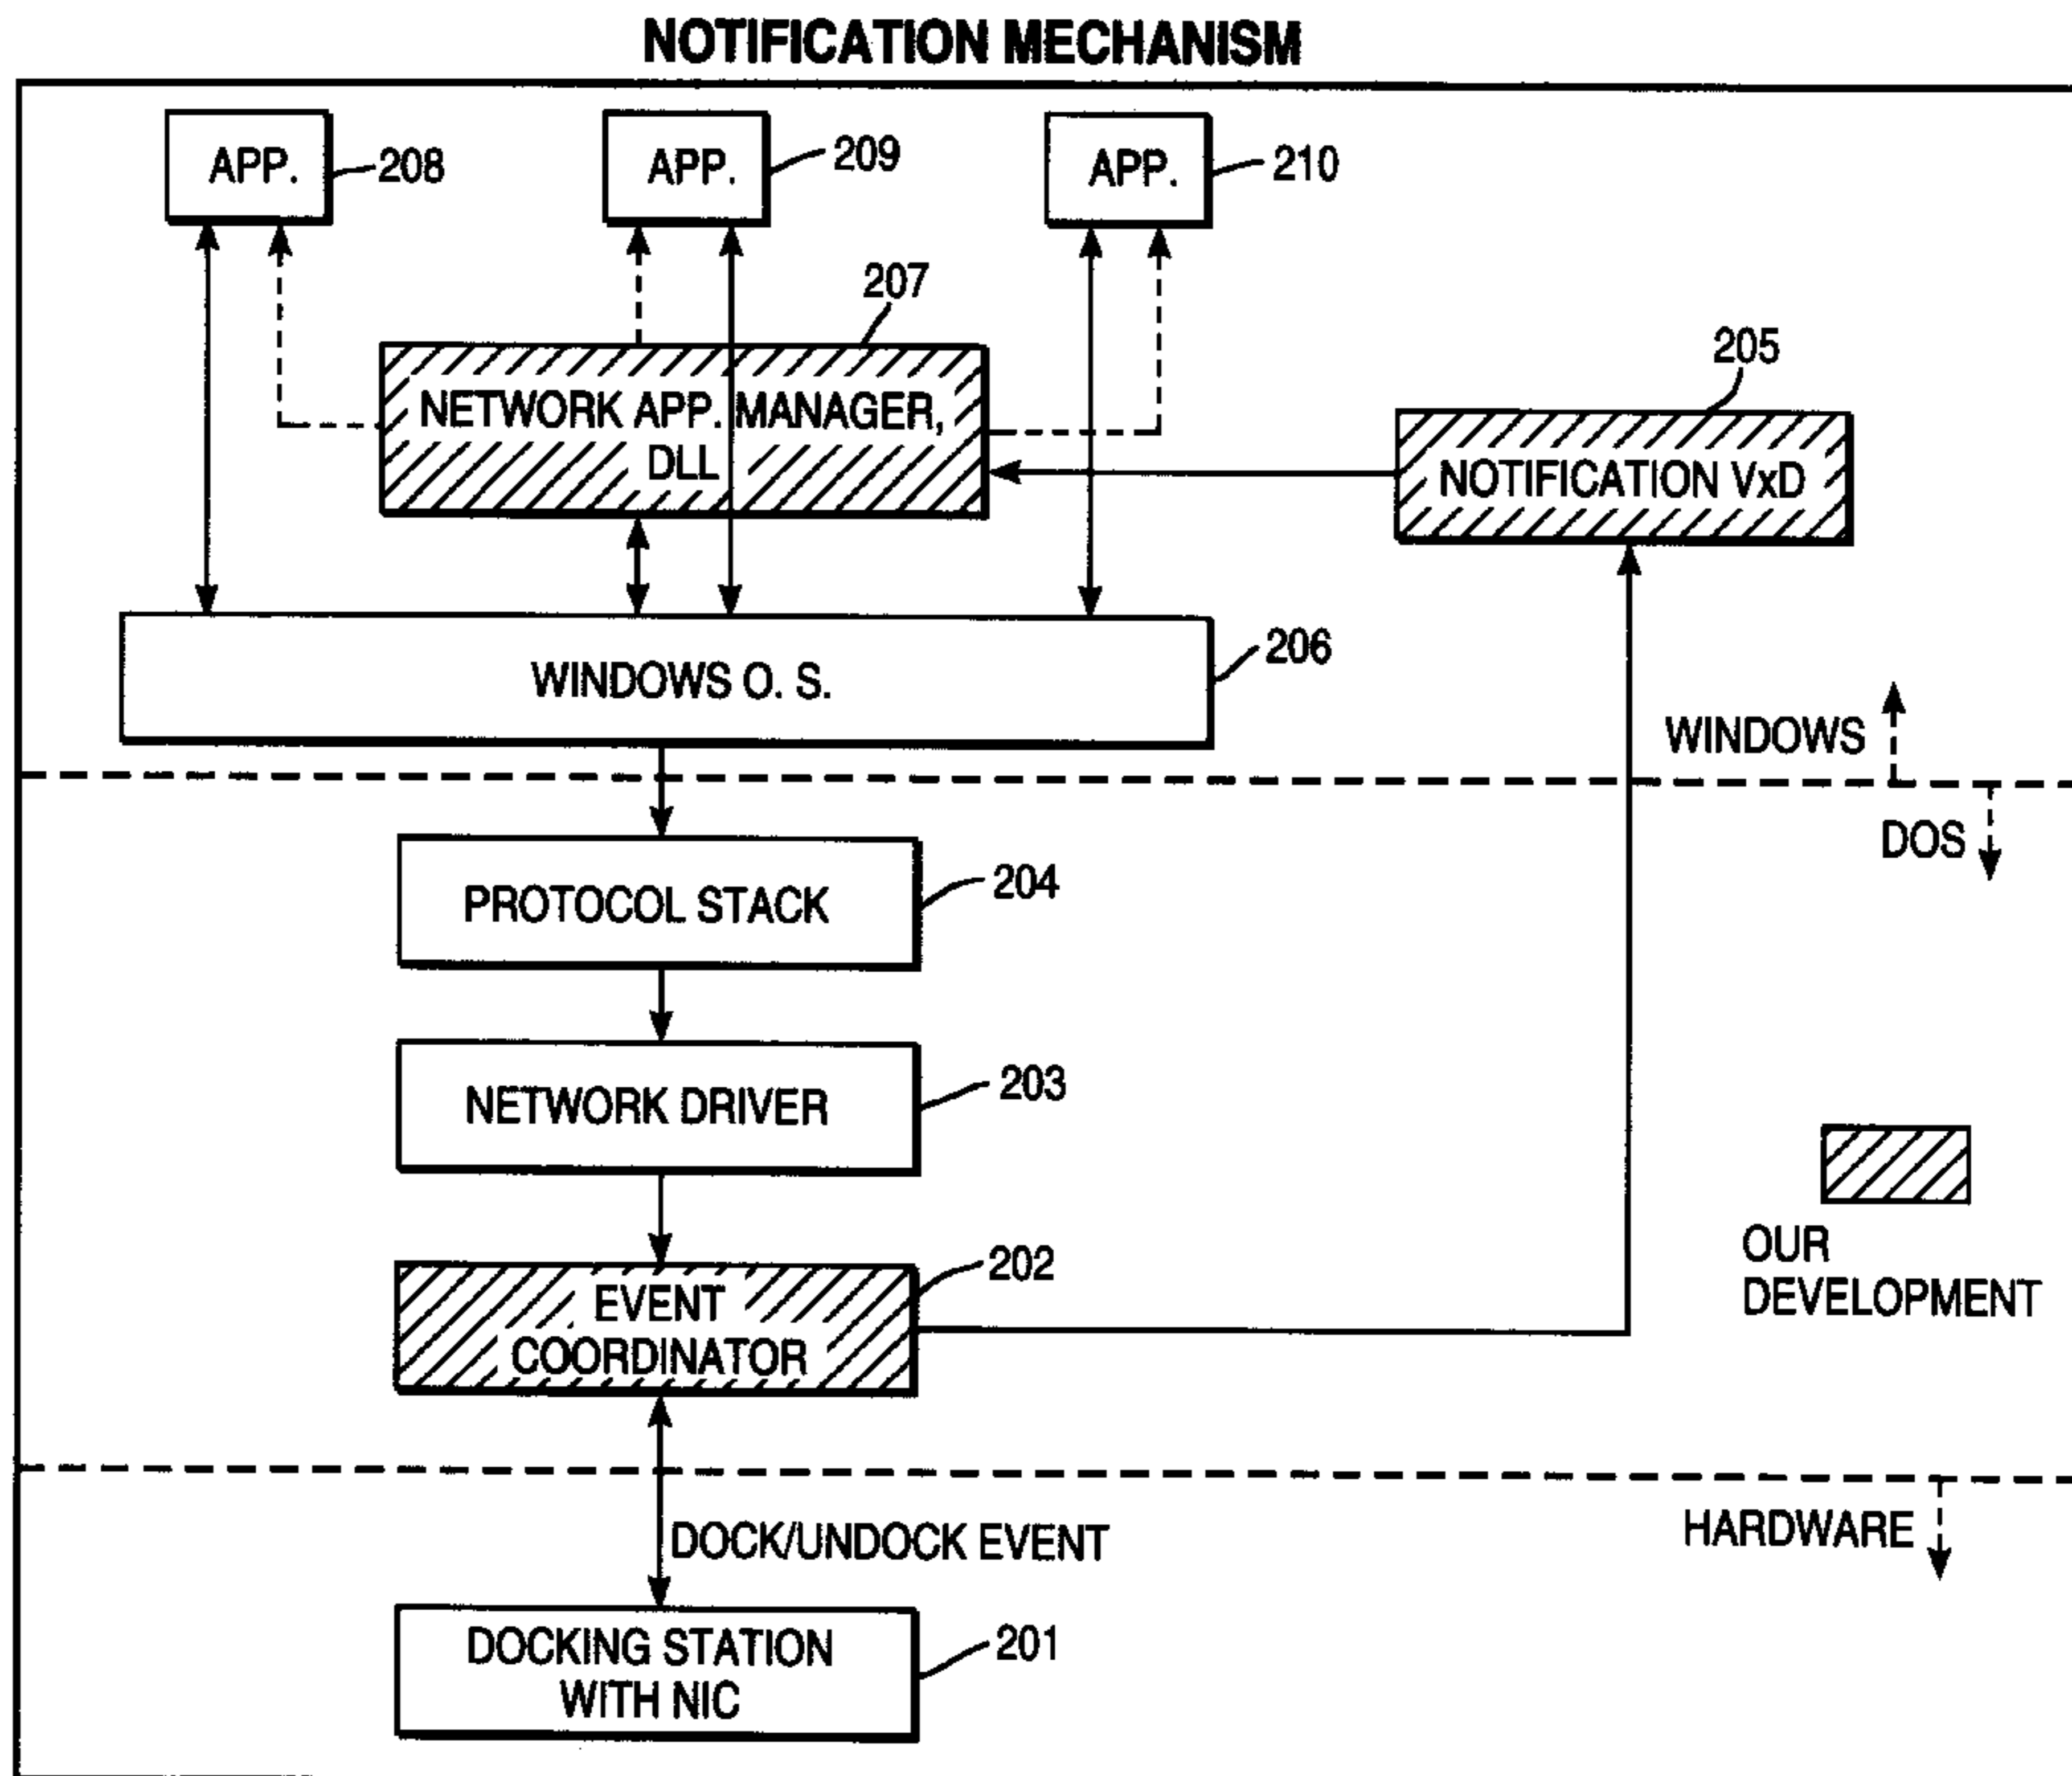 NOTIFICATION MECHANISM
APP.
208
APP.
209
APP.
210
207
NETWORK APP. MANAGER,
DLL
205
NOTIFICATION VxD
WINDOWS O. S.
206
WINDOWS
DOS
PROTOCOL STACK
204
NETWORK DRIVER
203
OUR
DEVELOPMENT
EVENT
COORDINATOR
202
DOCK/UNDOCK EVENT
HARDWARE
DOCKING STATION
WITH NIC
201